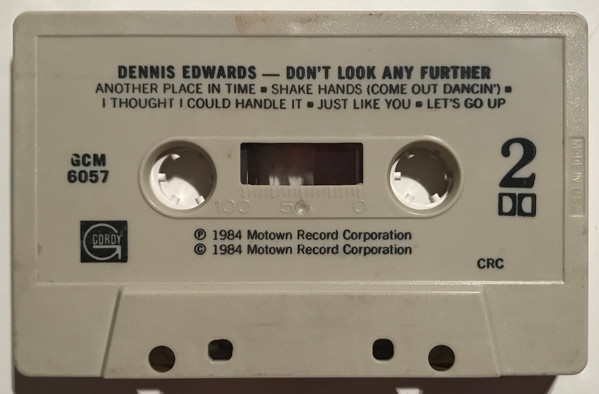 DENNIS EDWARDS — DON'T LOOK ANY FURTHER
ANOTHER PLACE IN TIME ■ SHAKE HANDS (COME OUT DANCIN') ■
I THOUGHT I COULD HANDLE IT ■ JUST LIKE YOU ■ LET'S GO UP
GCM
6057
2
100 50 0
GORDY
℗ 1984 Motown Record Corporation
© 1984 Motown Record Corporation
CRC
MADE IN U.S.A.